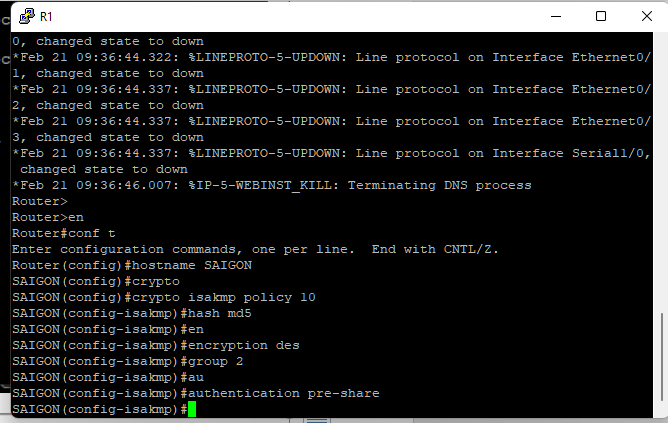 R1
0, changed state to down
*Feb 21 09:36:44.322: %LINEPROTO-5-UPDOWN: Line protocol on Interface Ethernet0/
1, changed state to down
*Feb 21 09:36:44.337: %LINEPROTO-5-UPDOWN: Line protocol on Interface Ethernet0/
2, changed state to down
*Feb 21 09:36:44.337: %LINEPROTO-5-UPDOWN: Line protocol on Interface Ethernet0/
3, changed state to down
*Feb 21 09:36:44.337: %LINEPROTO-5-UPDOWN: Line protocol on Interface Serial1/0,
 changed state to down
*Feb 21 09:36:46.007: %IP-5-WEBINST_KILL: Terminating DNS process
Router>
Router>en
Router#conf t
Enter configuration commands, one per line.  End with CNTL/Z.
Router(config)#hostname SAIGON
SAIGON(config)#crypto
SAIGON(config)#crypto isakmp policy 10
SAIGON(config-isakmp)#hash md5
SAIGON(config-isakmp)#en
SAIGON(config-isakmp)#encryption des
SAIGON(config-isakmp)#group 2
SAIGON(config-isakmp)#au
SAIGON(config-isakmp)#authentication pre-share
SAIGON(config-isakmp)#